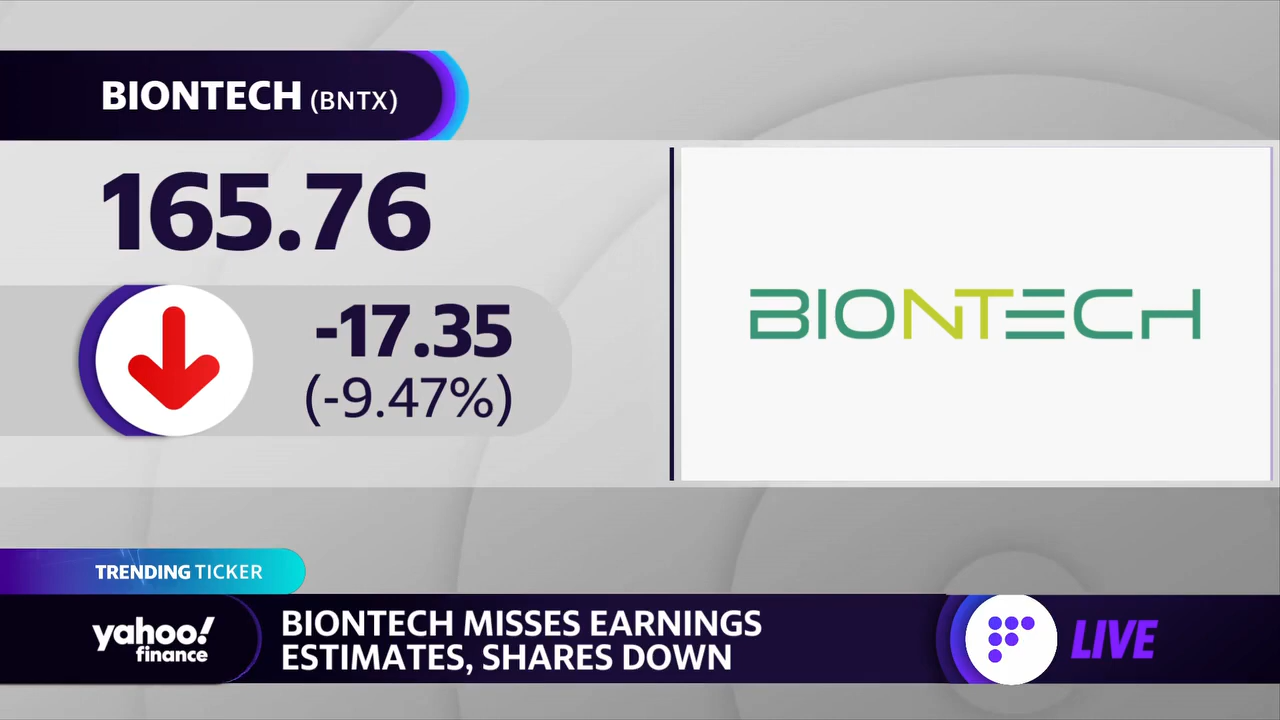 BIONTECH (BNTX)
165.76
-17.35
(-9.47%)
BIONTECH
TRENDING TICKER
yahoo!
finance
BIONTECH MISSES EARNINGS
ESTIMATES, SHARES DOWN
LIVE